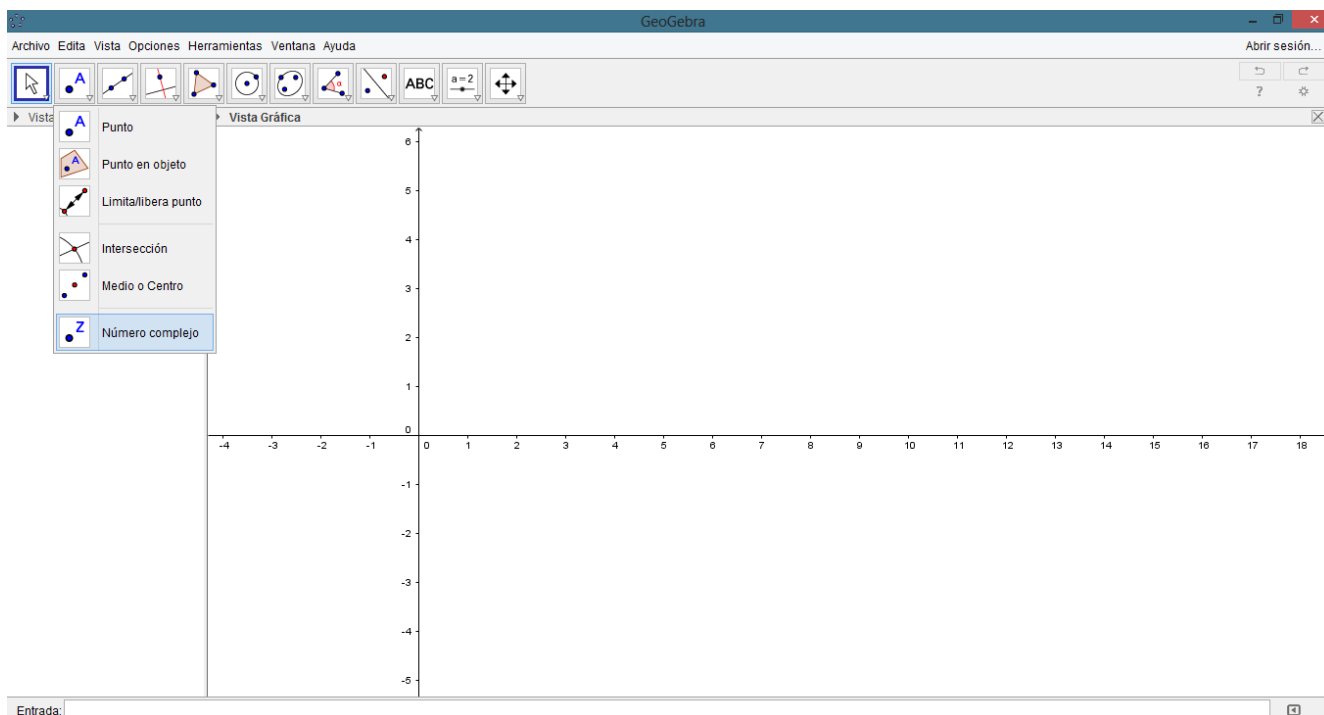 GeoGebra
Archivo Edita Vista Opciones Herramientas Ventana Ayuda
Abrir sesión...
A
ABC
a=2
α
?
Vista
Vista Gráfica
A Punto
A Punto en objeto
Limita/libera punto
Intersección
Medio o Centro
Z Número complejo
6
5
4
3
2
1
0
-4 -3 -2 -1 0 1 2 3 4 5 6 7 8 9 10 11 12 13 14 15 16 17 18
-1
-2
-3
-4
-5
Entrada: